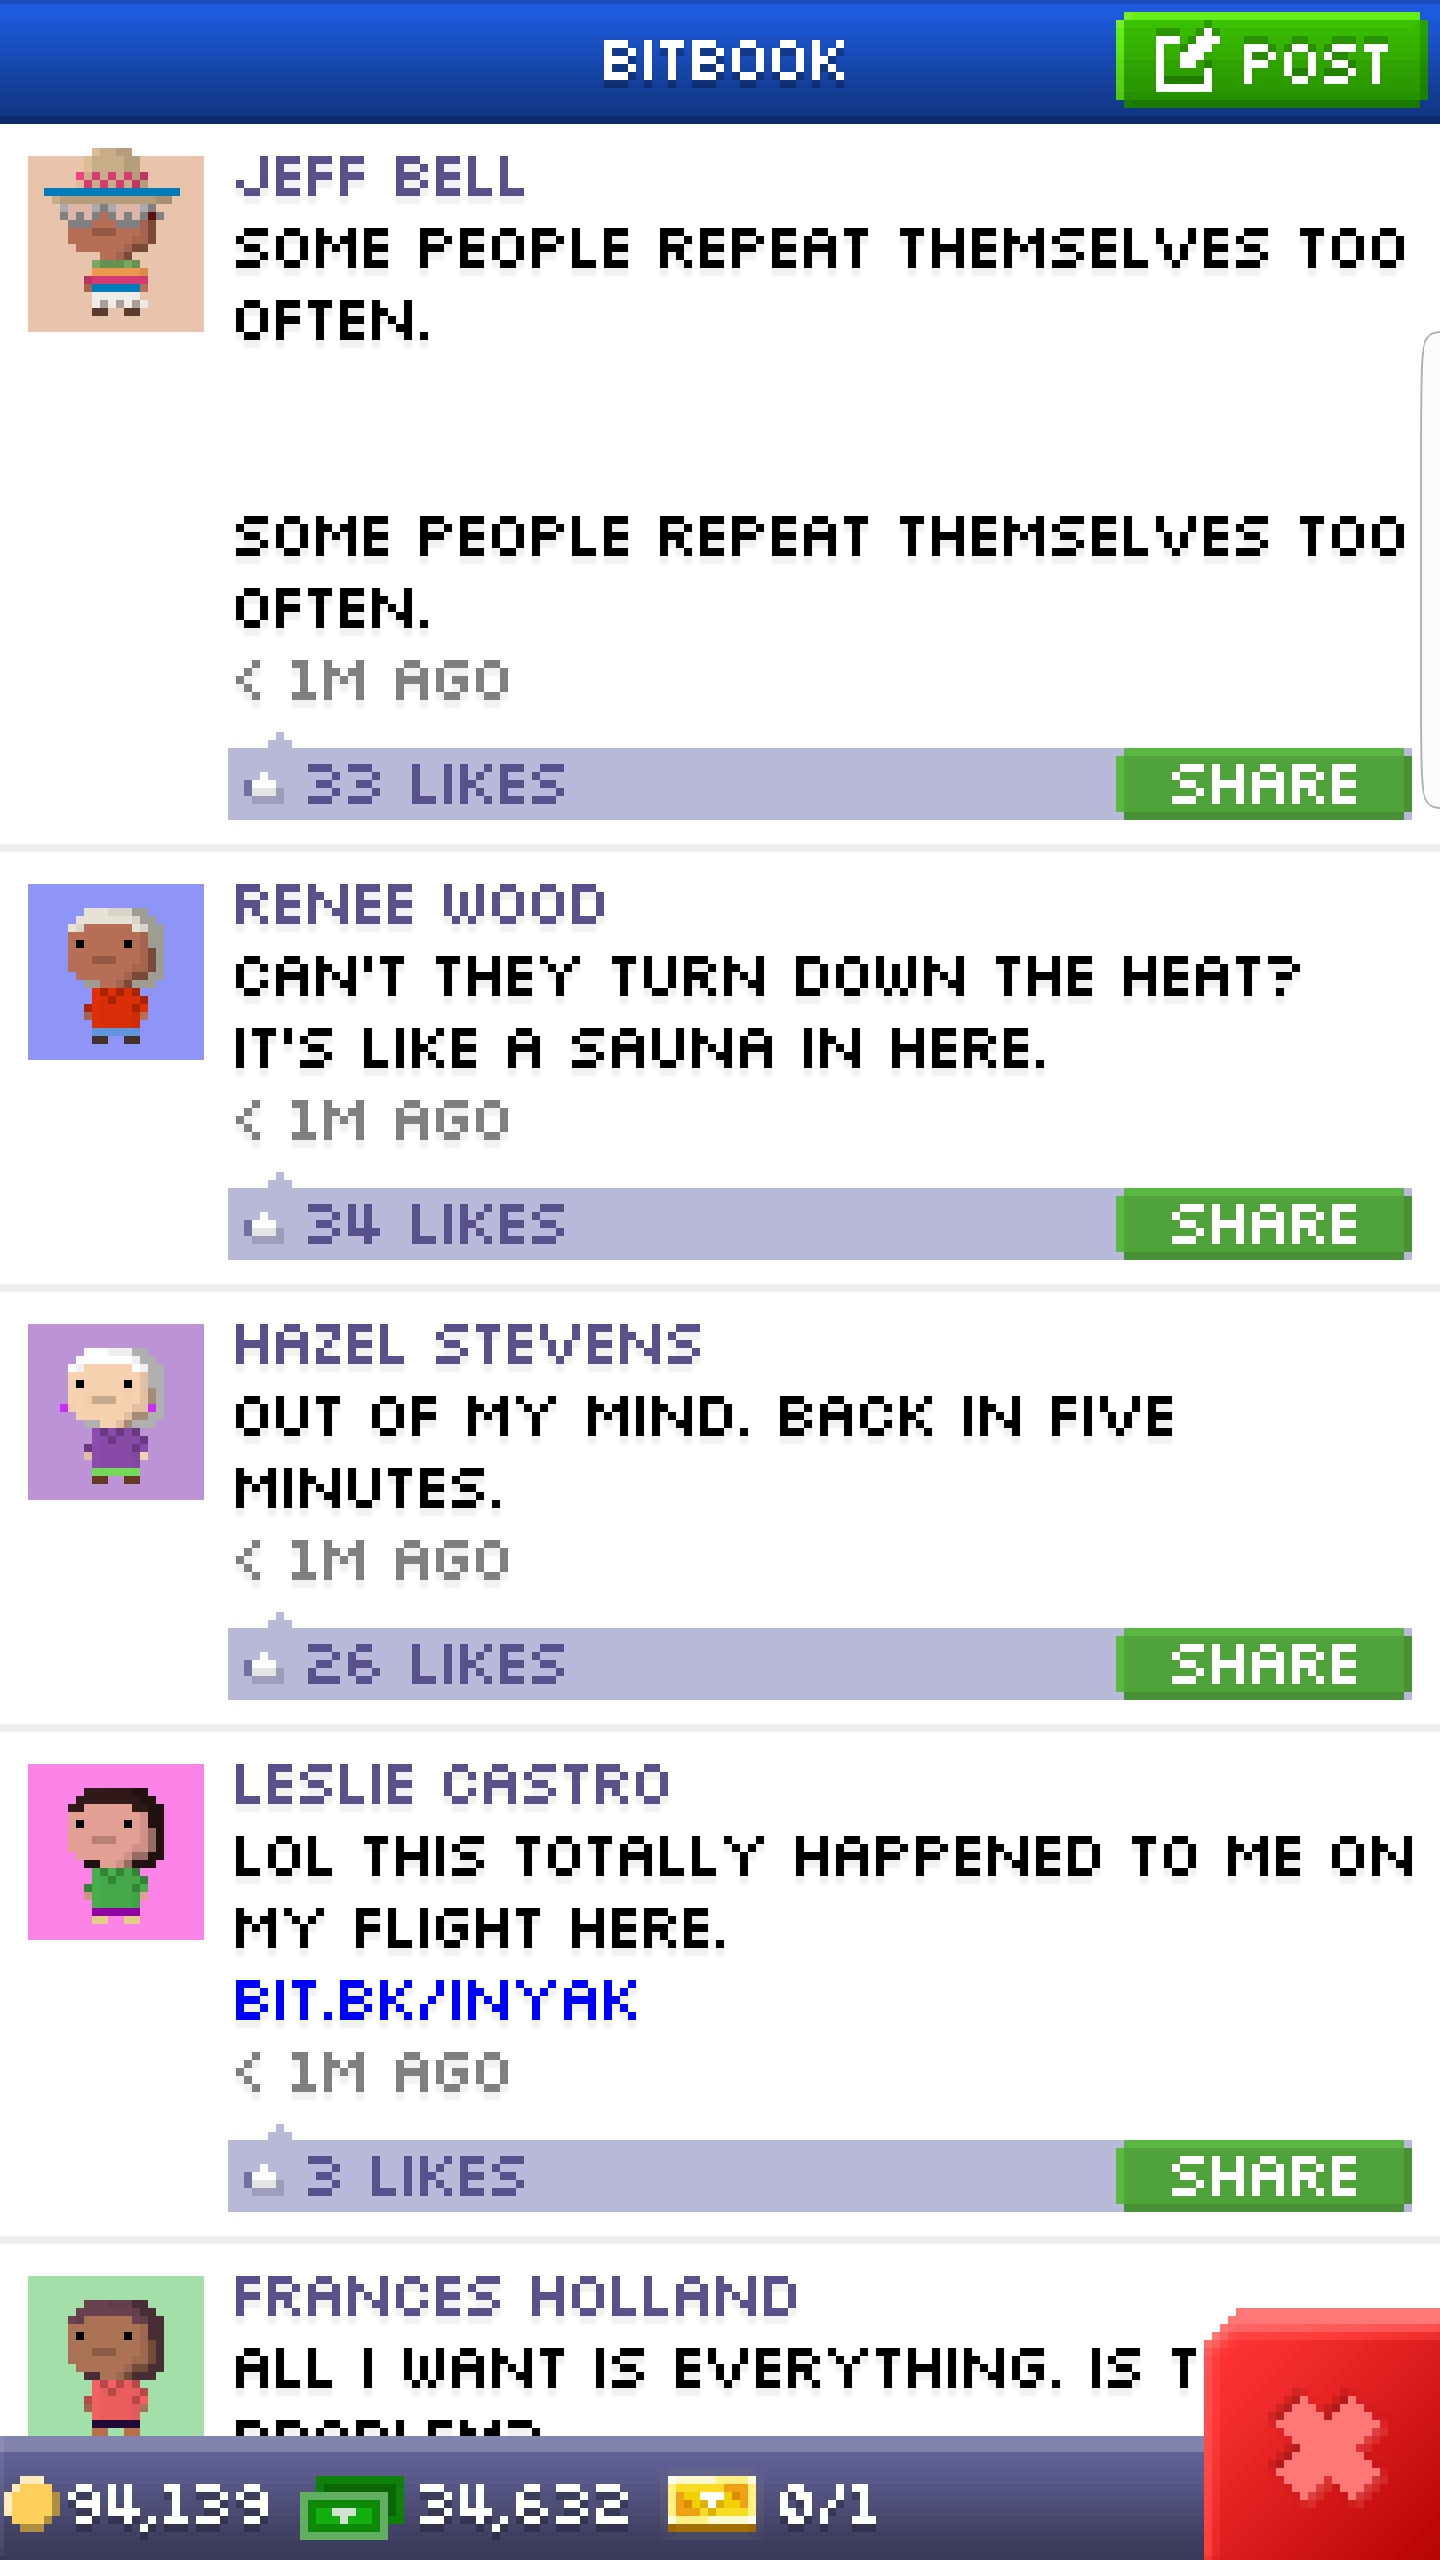 BITBOOK
POST
JEFF BELL
SOME PEOPLE REPEAT THEMSELVES TOO
OFTEN.
SOME PEOPLE REPEAT THEMSELVES TOO
OFTEN.
< 1M AGO
33 LIKES
SHARE
RENEE WOOD
CAN'T THEY TURN DOWN THE HEAT?
IT'S LIKE A SAUNA IN HERE.
< 1M AGO
34 LIKES
SHARE
HAZEL STEVENS
OUT OF MY MIND. BACK IN FIVE
MINUTES.
< 1M AGO
26 LIKES
SHARE
LESLIE CASTRO
LOL THIS TOTALLY HAPPENED TO ME ON
MY FLIGHT HERE.
BIT.BK/INYAK
< 1M AGO
3 LIKES
SHARE
FRANCES HOLLAND
ALL I WANT IS EVERYTHING. IS
PROBLEM?
94,139
34,632
0/1